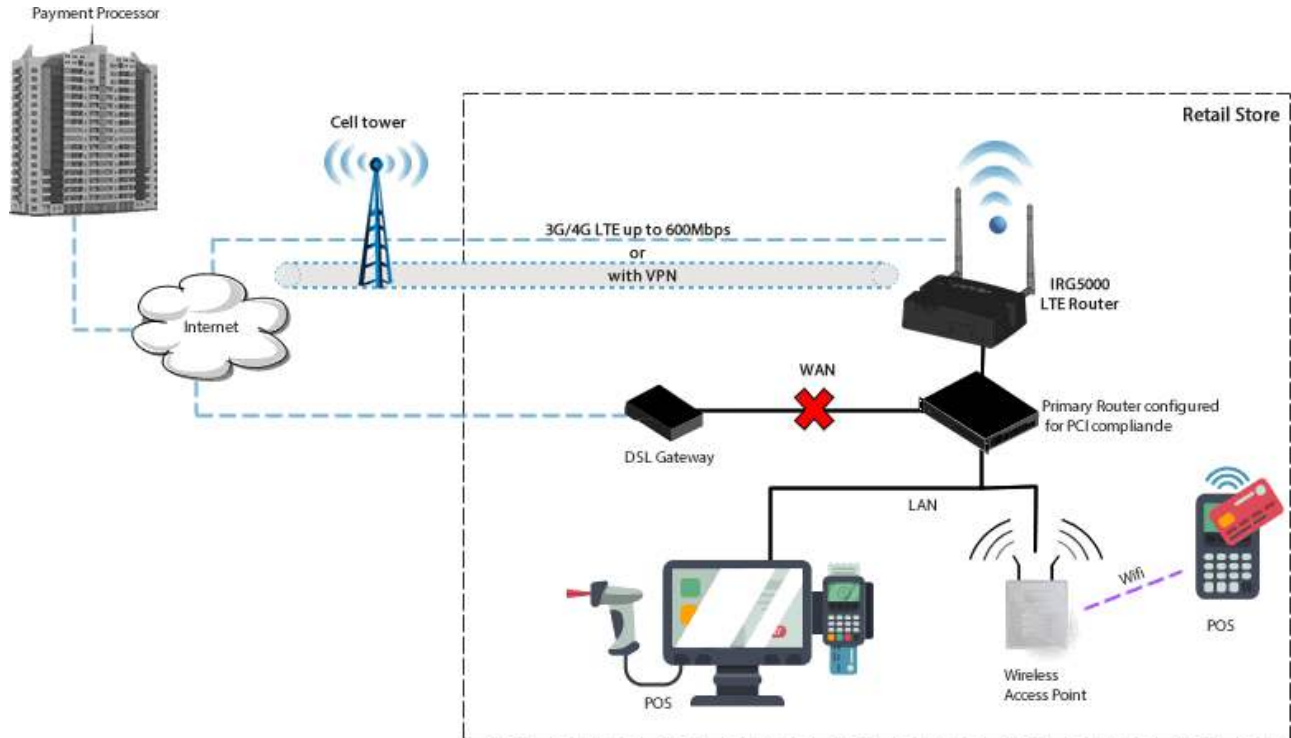 Payment Processor
Retail Store
Cell tower
3G/4G LTE up to 600Mbps
or
with VPN
IRG5000
LTE Router
Internet
WAN
Primary Router configured
for PCI compliande
DSL Gateway
LAN
Wifi
POS
POS
Wireless
Access Point